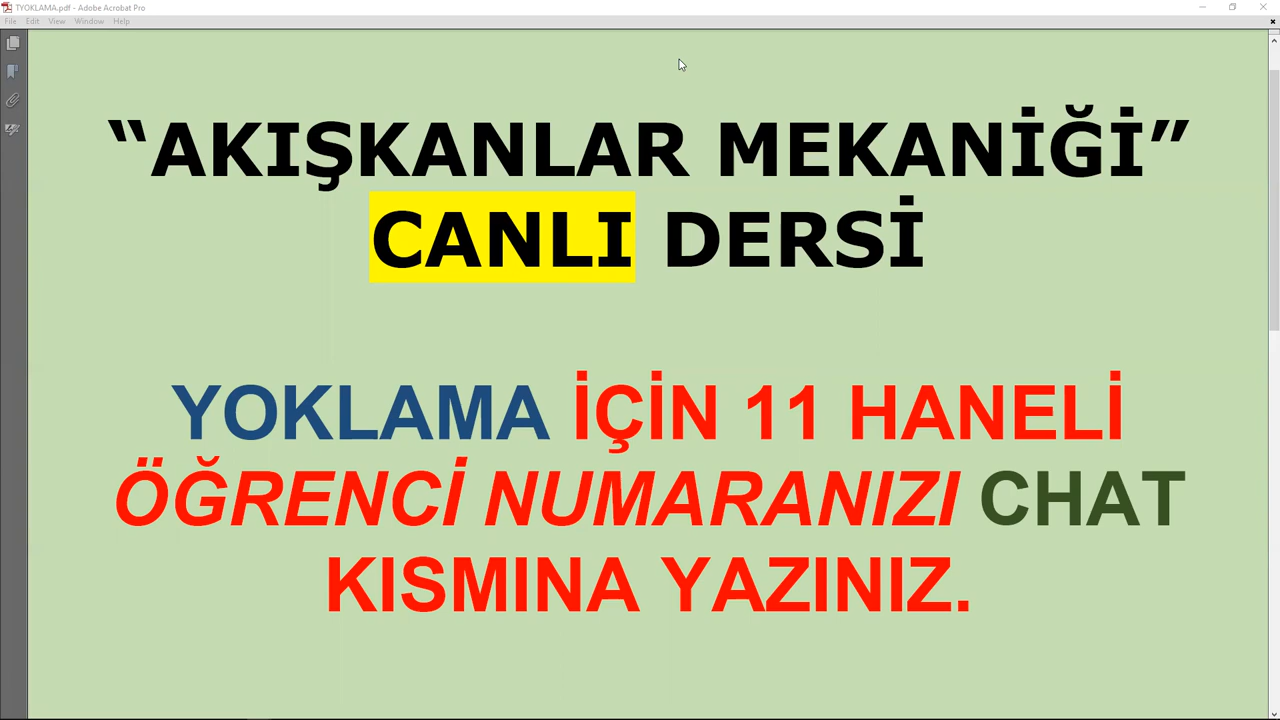 TYOKLAMA.pdf - Adobe Acrobat Pro
File Edit View Window Help
“AKIŞKANLAR MEKANİĞİ”
CANLI DERSİ
YOKLAMA İÇİN 11 HANELİ
ÖĞRENCİ NUMARANIZI CHAT
KISMINA YAZINIZ.